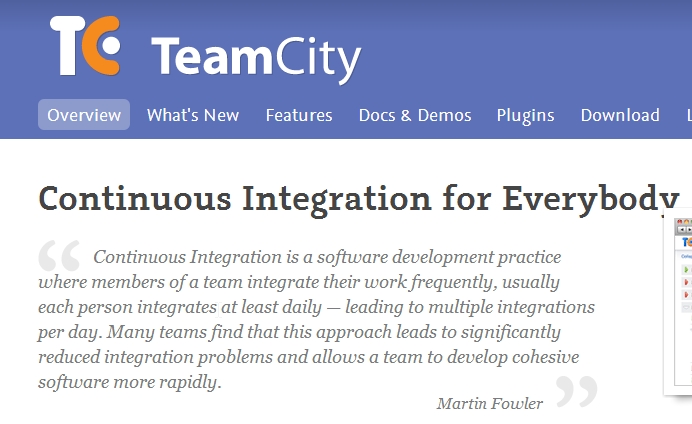 TC TeamCity
Overview What's New Features Docs & Demos Plugins Download
Continuous Integration for Everybody
“ Continuous Integration is a software development practice
where members of a team integrate their work frequently, usually
each person integrates at least daily — leading to multiple integrations
per day. Many teams find that this approach leads to significantly
reduced integration problems and allows a team to develop cohesive
software more rapidly.
Martin Fowler ”